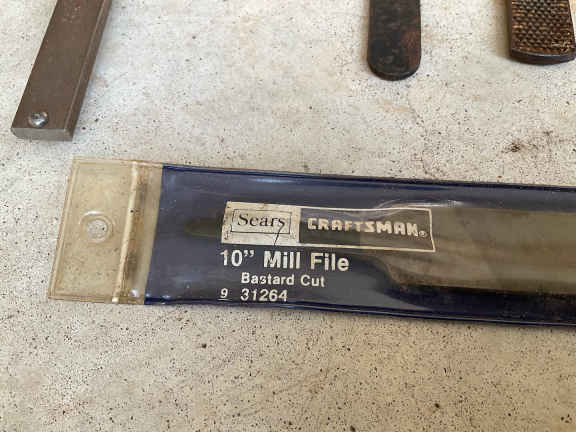 Sears CRAFTSMAN®
10" Mill File
Bastard Cut
9 31264